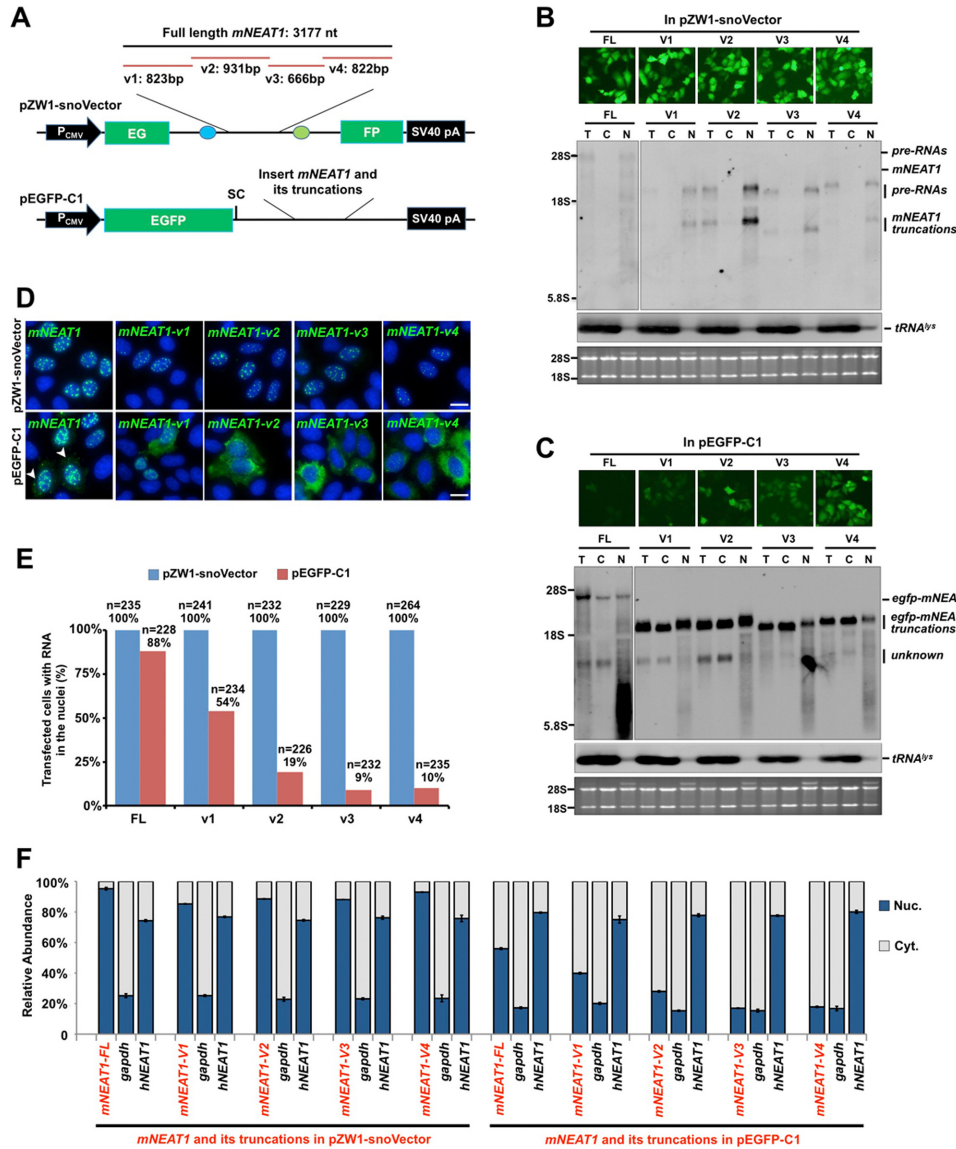 A
Full length mNEAT1: 3177 nt
v2: 931bp
v4: 822bp
v1: 823bp
v3: 666bp
pZW1-snoVector
PCMV
EG
FP
SV40 pA
pEGFP-C1
SC
Insert mNEAT1 and
its truncations
PCMV
EGFP
SV40 pA
B
In pZW1-snoVector
FL V1 V2 V3 V4
FL V1 V2 V3 V4
T C N T C N T C N T C N T C N
28S
18S
5.8S
pre-RNAs
mNEAT1
pre-RNAs
mNEAT1
truncations
tRNAlys
28S
18S
D
pZW1-snoVector
mNEAT1 mNEAT1-v1 mNEAT1-v2 mNEAT1-v3 mNEAT1-v4
pEGFP-C1
mNEAT1 mNEAT1-v1 mNEAT1-v2 mNEAT1-v3 mNEAT1-v4
C
In pEGFP-C1
FL V1 V2 V3 V4
FL V1 V2 V3 V4
T C N T C N T C N T C N T C N
28S
18S
5.8S
egfp-mNEA
egfp-mNEA
truncations
unknown
tRNAlys
28S
18S
E
pZW1-snoVector pEGFP-C1
Transfected cells with RNA
in the nuclei (%)
100%
75%
50%
25%
0%
n=235
100%
n=228
88%
n=241
100%
n=234
54%
n=232
100%
n=226
19%
n=229
100%
n=232
9%
n=264
100%
n=235
10%
FL v1 v2 v3 v4
F
Relative Abundance
100%
80%
60%
40%
20%
0
Nuc.
Cyt.
mNEAT1-FL
gapdh
hNEAT1
mNEAT1-V1
gapdh
hNEAT1
mNEAT1-V2
gapdh
hNEAT1
mNEAT1-V3
gapdh
hNEAT1
mNEAT1-V4
gapdh
hNEAT1
mNEAT1-FL
gapdh
hNEAT1
mNEAT1-V1
gapdh
hNEAT1
mNEAT1-V2
gapdh
hNEAT1
mNEAT1-V3
gapdh
hNEAT1
mNEAT1-V4
gapdh
hNEAT1
mNEAT1 and its truncations in pZW1-snoVector
mNEAT1 and its truncations in pEGFP-C1